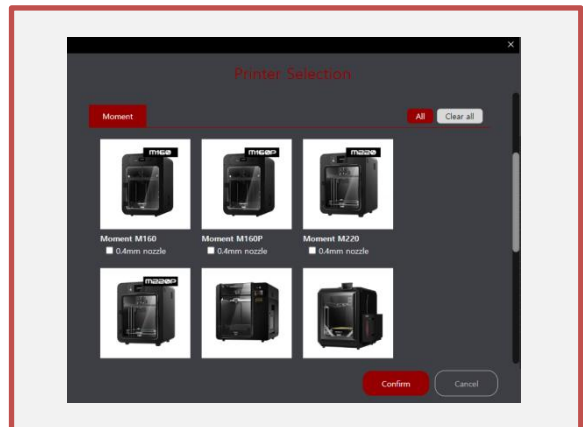 Printer Selection
Moment
All
Clear all
M160
M160P
M220
Moment M160
Moment M160P
Moment M220
0.4mm nozzle
0.4mm nozzle
0.4mm nozzle
M220P
Confirm
Cancel